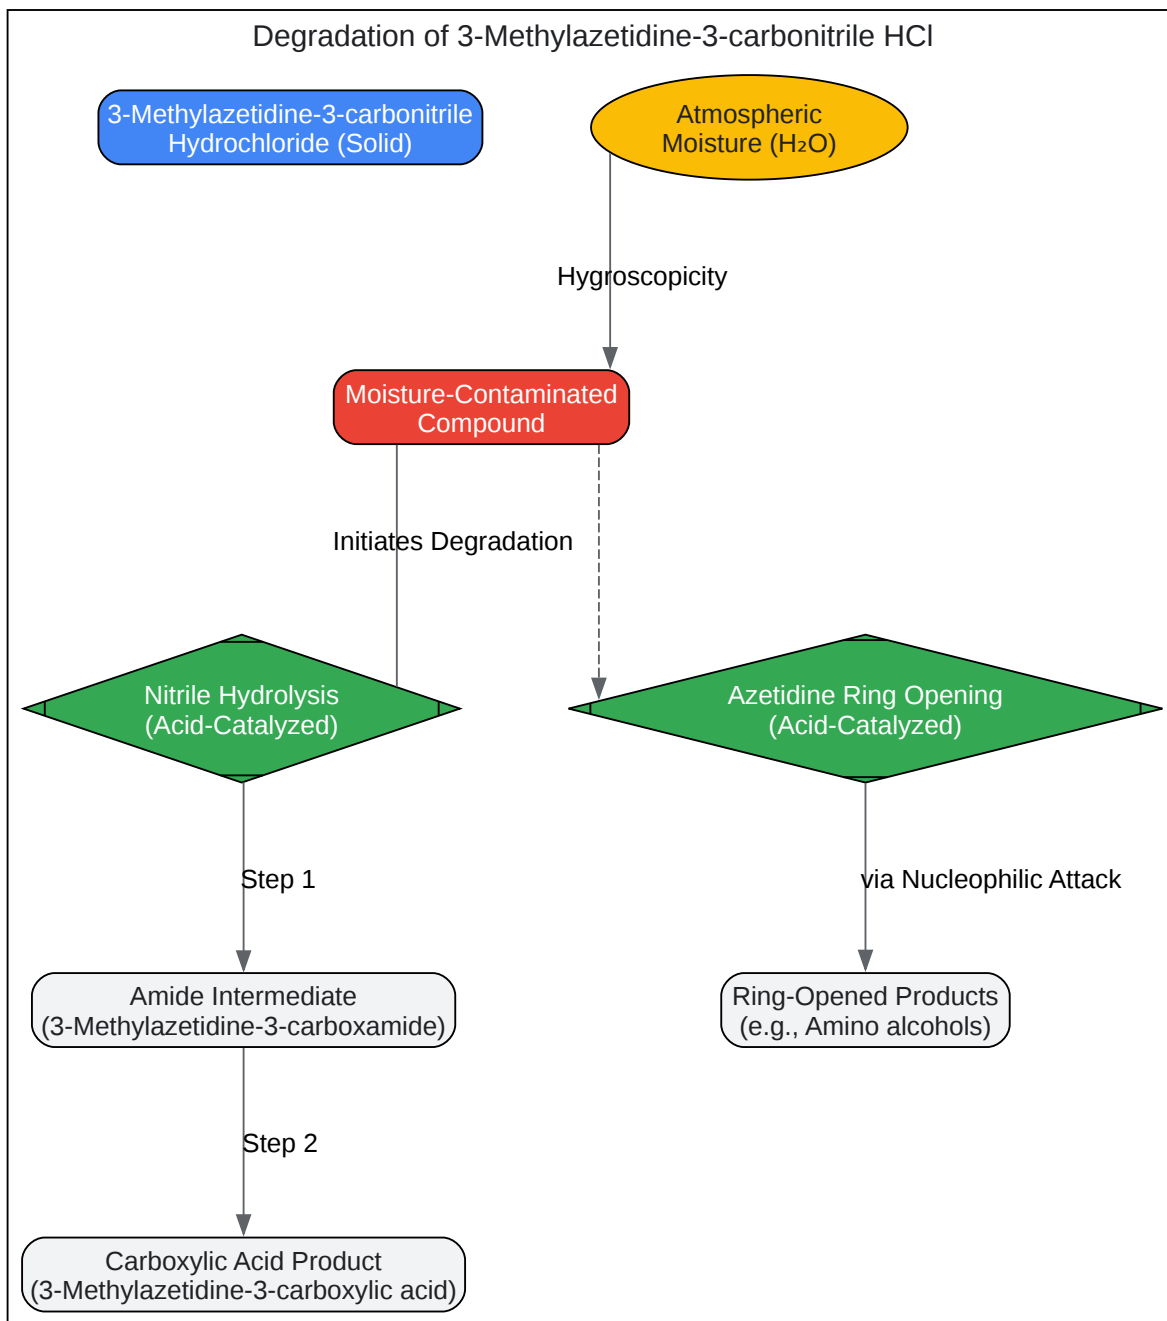 Degradation of 3-Methylazetidine-3-carbonitrile HCl
3-Methylazetidine-3-carbonitrile
Hydrochloride (Solid)
Atmospheric
Moisture (H₂O)
Hygroscopicity
Moisture-Contaminated
Compound
Initiates Degradation
Nitrile Hydrolysis
(Acid-Catalyzed)
Azetidine Ring Opening
(Acid-Catalyzed)
Step 1
via Nucleophilic Attack
Amide Intermediate
(3-Methylazetidine-3-carboxamide)
Ring-Opened Products
(e.g., Amino alcohols)
Step 2
Carboxylic Acid Product
(3-Methylazetidine-3-carboxylic acid)